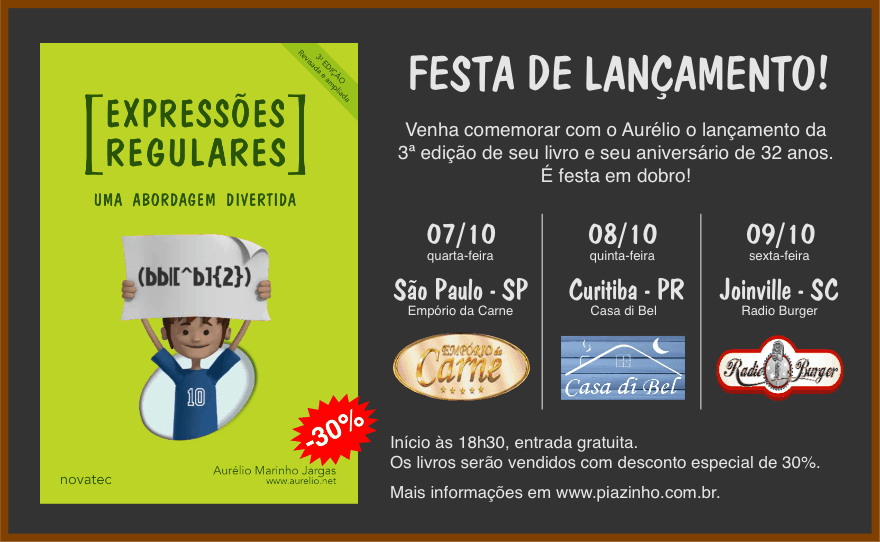 3ª EDIÇÃO
Revisada e ampliada
[EXPRESSÕES
REGULARES]
UMA ABORDAGEM DIVERTIDA
(bb|[^b]{2})
10
-30%
novatec
Aurélio Marinho Jargas
www.aurelio.net
FESTA DE LANÇAMENTO!
Venha comemorar com o Aurélio o lançamento da
3ª edição de seu livro e seu aniversário de 32 anos.
É festa em dobro!
07/10
quarta-feira
São Paulo - SP
Empório da Carne
EMPÓRIO da
Carne
08/10
quinta-feira
Curitiba - PR
Casa di Bel
Casa di Bel
09/10
sexta-feira
Joinville - SC
Radio Burger
Radio Burger
Início às 18h30, entrada gratuita.
Os livros serão vendidos com desconto especial de 30%.
Mais informações em www.piazinho.com.br.